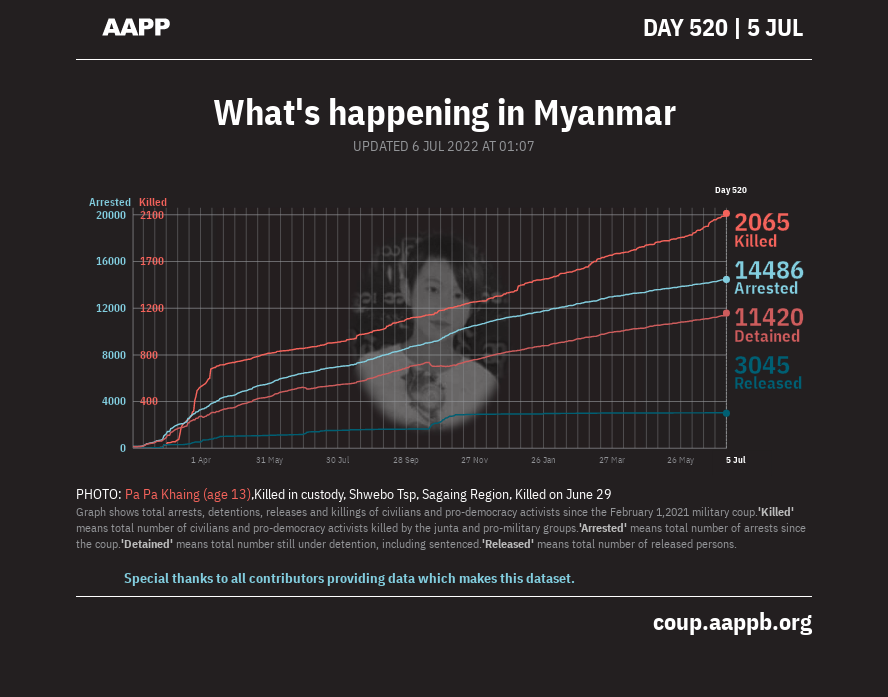 AAPP
DAY 520 | 5 JUL
What's happening in Myanmar
UPDATED 6 JUL 2022 AT 01:07
Day 520
Arrested Killed
20000 2100
16000 1700
12000 1200
8000 800
4000 400
0
2065
Killed
14486
Arrested
11420
Detained
3045
Released
1 Apr 31 May 30 Jul 28 Sep 27 Nov 26 Jan 27 Mar 26 May 5 Jul
PHOTO: Pa Pa Khaing (age 13),Killed in custody, Shwebo Tsp, Sagaing Region, Killed on June 29
Graph shows total arrests, detentions, releases and killings of civilians and pro-democracy activists since the February 1,2021 military coup.'Killed'
means total number of civilians and pro-democracy activists killed by the junta and pro-military groups.'Arrested' means total number of arrests since
the coup.'Detained' means total number still under detention, including sentenced.'Released' means total number of released persons.
Special thanks to all contributors providing data which makes this dataset.
coup.aappb.org